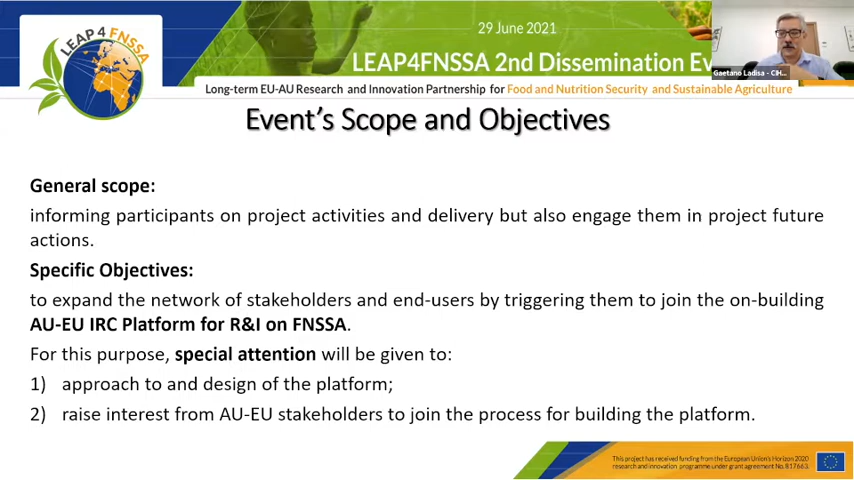 29 June 2021
LEAP4FNSSA 2nd Dissemination Ev
LEAP 4 FNSSA
Gaetano Ladisa - CIH...
Long-term EU-AU Research and Innovation Partnership for Food and Nutrition Security and Sustainable Agriculture
Event's Scope and Objectives
General scope:
informing participants on project activities and delivery but also engage them in project future
actions.
Specific Objectives:
to expand the network of stakeholders and end-users by triggering them to join the on-building
AU-EU IRC Platform for R&I on FNSSA.
For this purpose, special attention will be given to:
1) approach to and design of the platform;
2) raise interest from AU-EU stakeholders to join the process for building the platform.
This project has received funding from the European Union's Horizon 2020
research and innovation programme under grant agreement No. 817663.